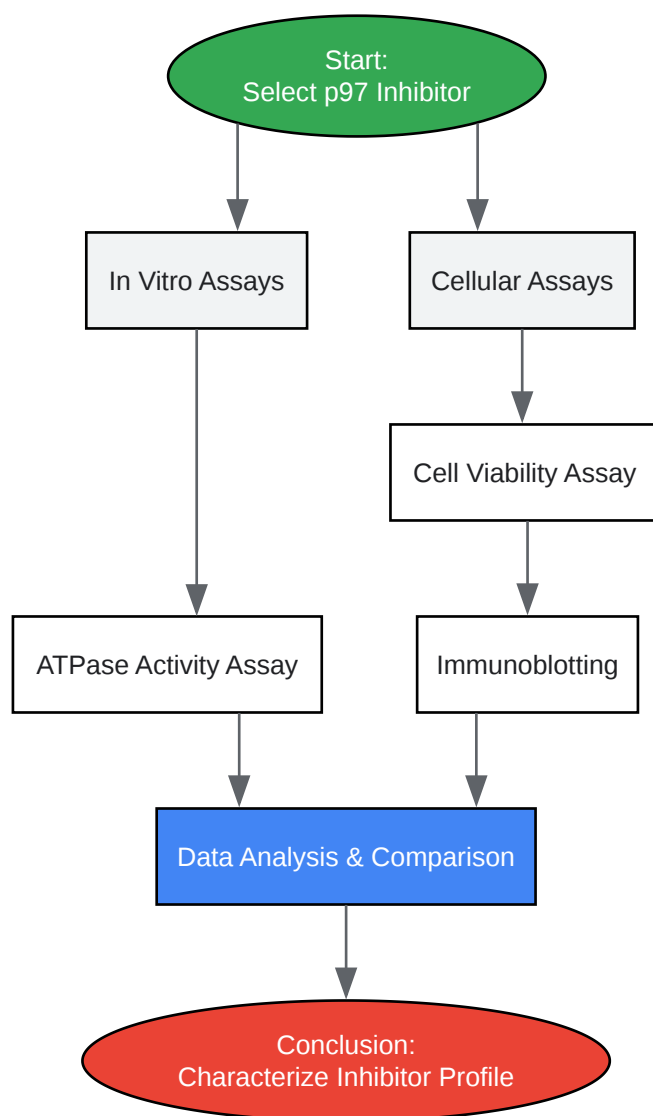 Start:
Select p97 Inhibitor
In Vitro Assays
Cellular Assays
Cell Viability Assay
ATPase Activity Assay
Immunoblotting
Data Analysis & Comparison
Conclusion:
Characterize Inhibitor Profile